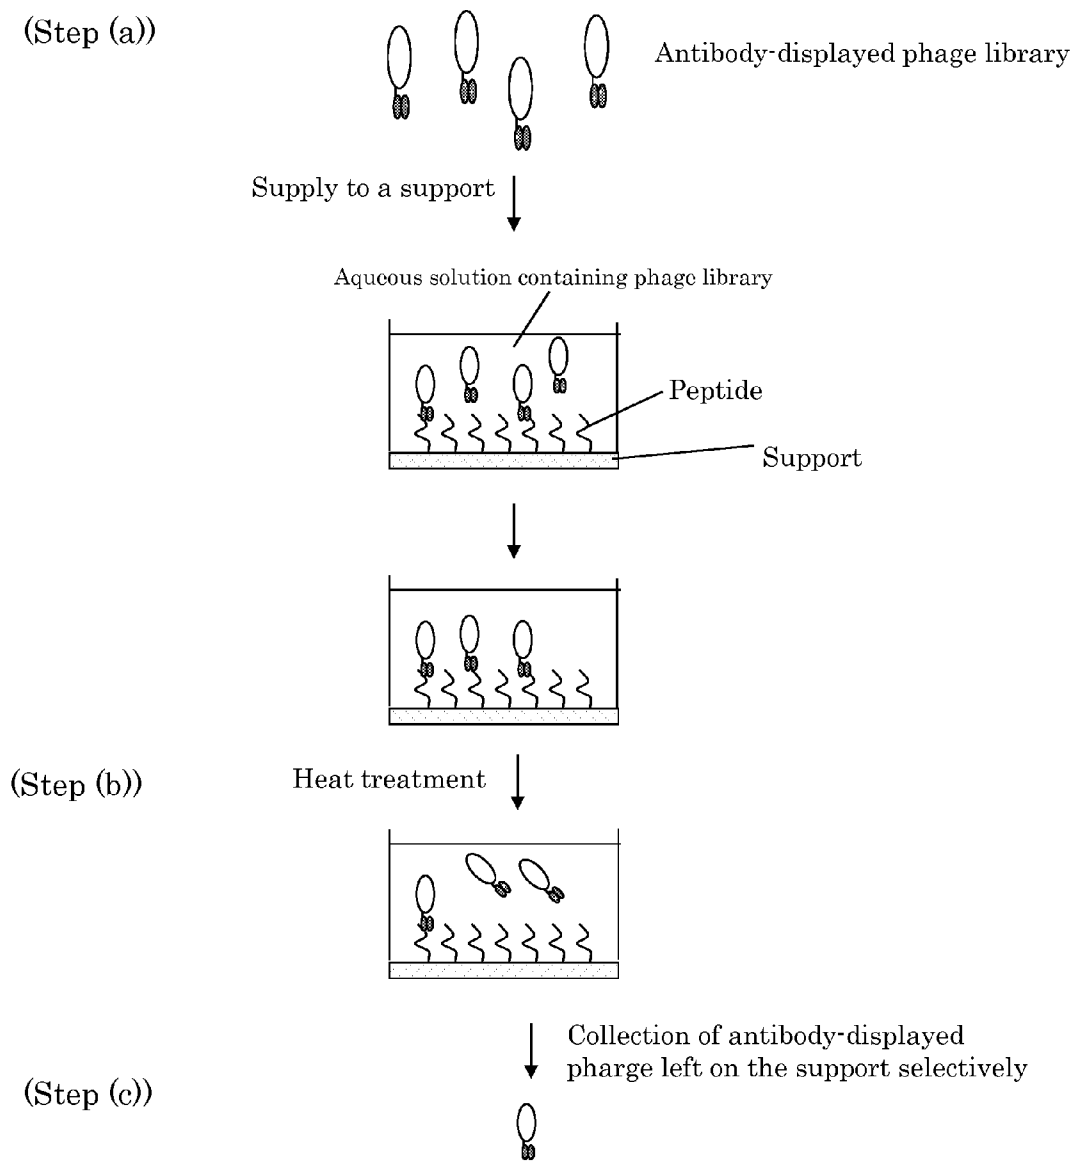 (Step (a))
Antibody-displayed phage library
Supply to a support
Aqueous solution containing phage library
Peptide
Support
(Step (b))
Heat treatment
Collection of antibody-displayed
pharge left on the support selectively
(Step (c))